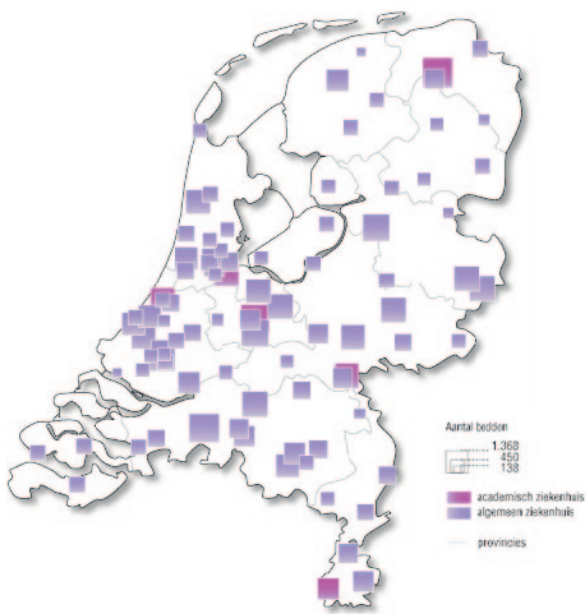 Aantal bedden
1.368
450
138
academisch ziekenhuis
algemeen ziekenhuis
provincies